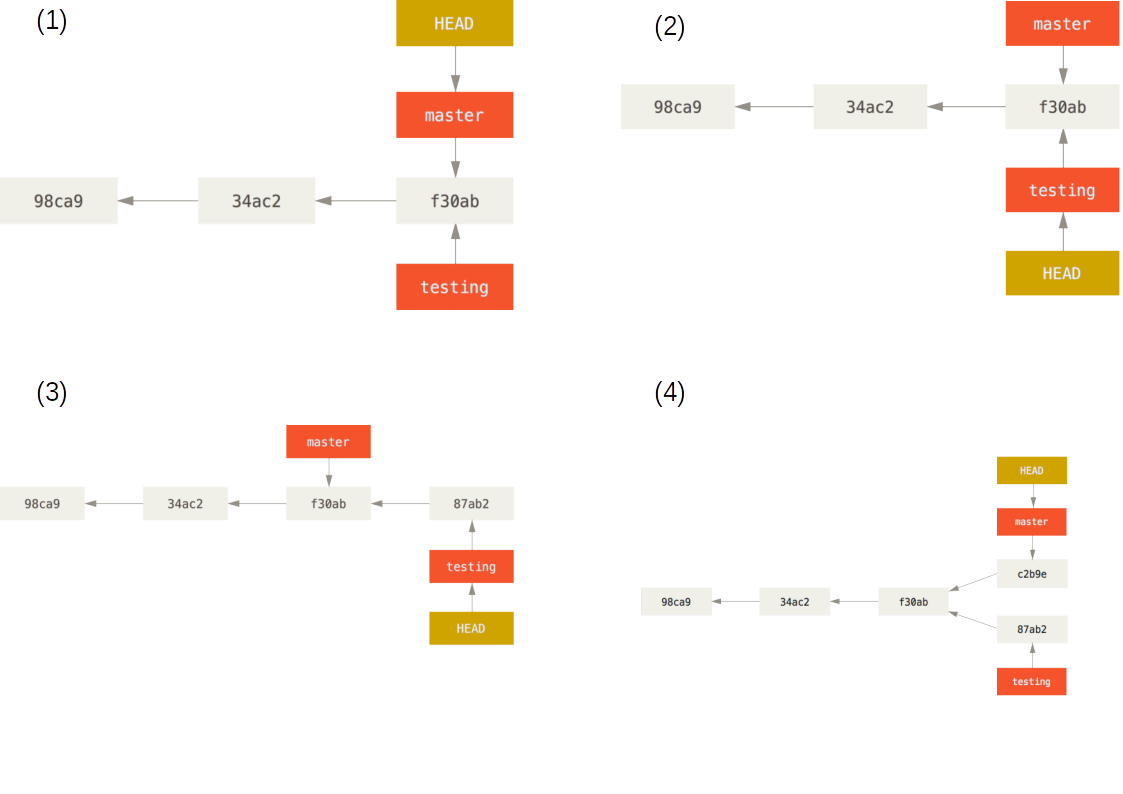 (1)
HEAD
master
98ca9
34ac2
f30ab
testing
(2)
master
98ca9
34ac2
f30ab
testing
HEAD
(3)
master
98ca9
34ac2
f30ab
87ab2
testing
HEAD
(4)
HEAD
master
c2b9e
98ca9
34ac2
f30ab
87ab2
testing